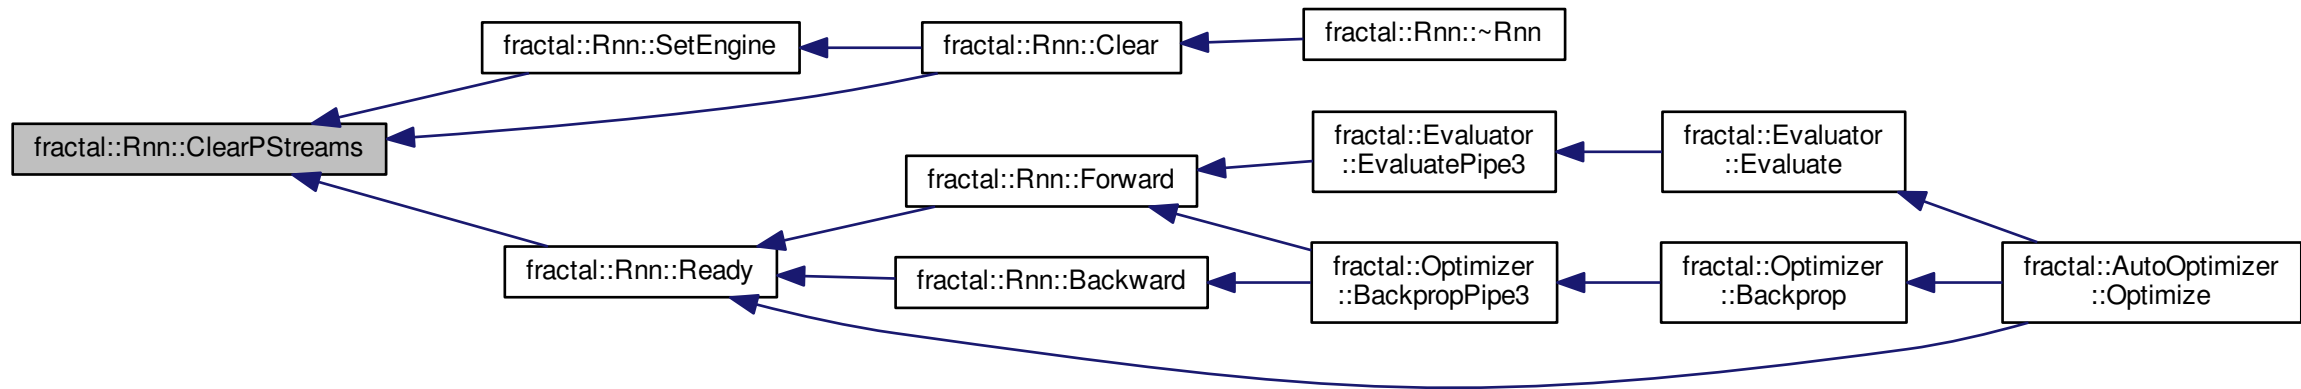 fractal::Rnn::ClearPStreams
fractal::Rnn::SetEngine
fractal::Rnn::Clear
fractal::Rnn::~Rnn
fractal::Rnn::Ready
fractal::Rnn::Forward
fractal::Evaluator
::EvaluatePipe3
fractal::Evaluator
::Evaluate
fractal::Rnn::Backward
fractal::Optimizer
::BackpropPipe3
fractal::Optimizer
::Backprop
fractal::AutoOptimizer
::Optimize